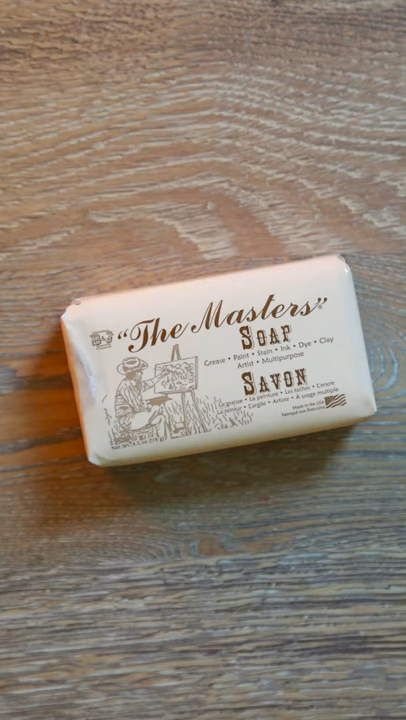 "The Masters"
SOAP
Grease • Paint • Stain • Ink • Dye • Clay
Artist • Multipurpose
SAVON
La graisse • La peinture • Les taches • L'encre
La teinture • L'argile • Artiste • À usage multiple
Made in the USA